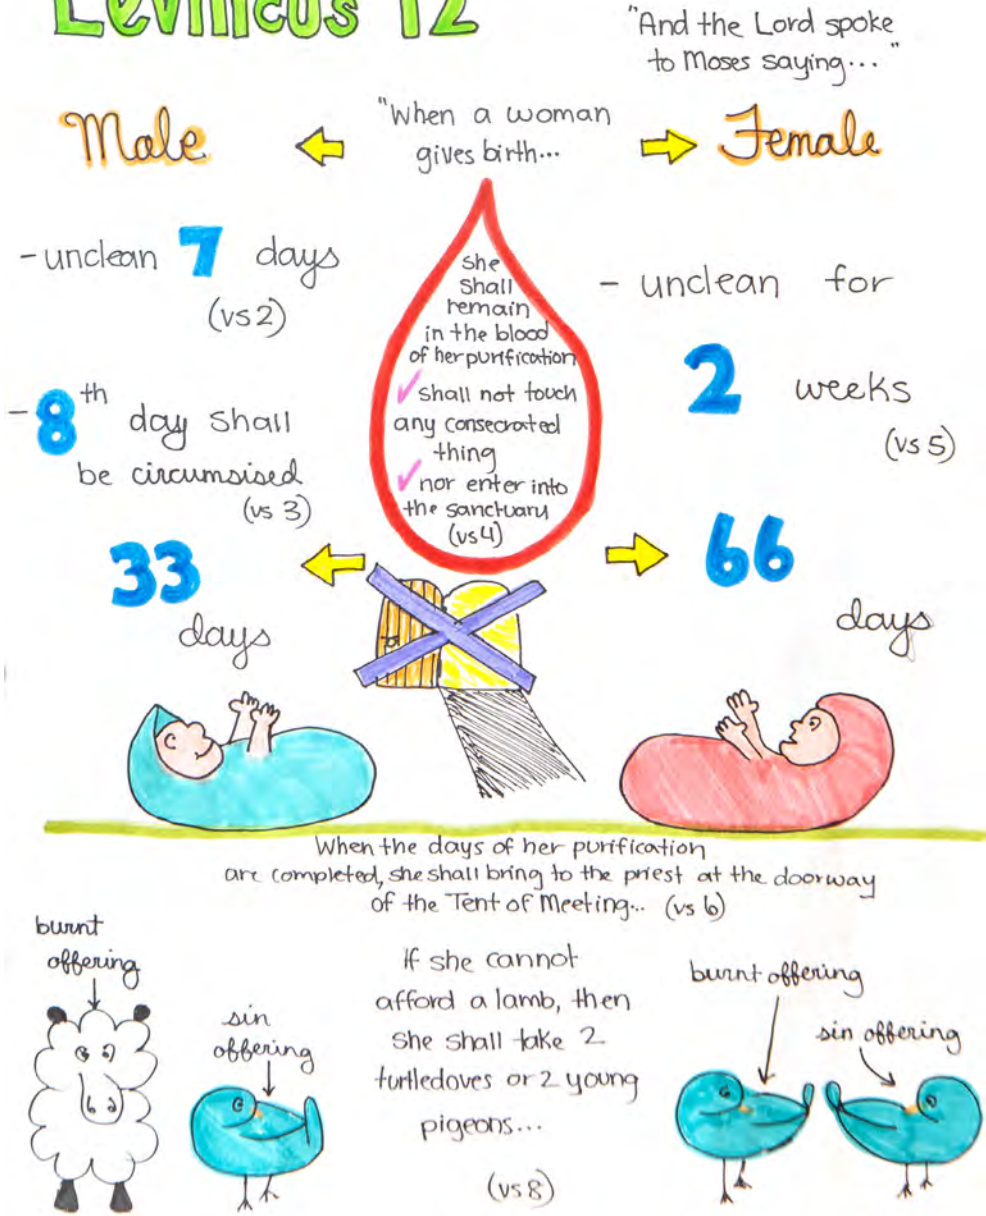 Leviticus 12
"And the Lord spoke
to Moses saying... "
Male
"When a woman
gives birth...
Female
-unclean 7 days
(vs2)
-8th
day shall
be circumsised
(vs 3)
33
days
she
shall
remain
in the blood
of her purification
✓ shall not touch
any consecrated
thing
✓ nor enter into
the sanctuary
(vs4)
- unclean for
2 weeks
(vs 5)
66
days
When the days of her purification
are completed, she shall bring to the priest at the doorway
of the Tent of Meeting... (vs 6)
burnt
offering
sin
offering
If she cannot
afford a lamb, then
she shall take 2
turtledoves or 2 young
pigeons...
(vs 8)
burnt offering
sin offering